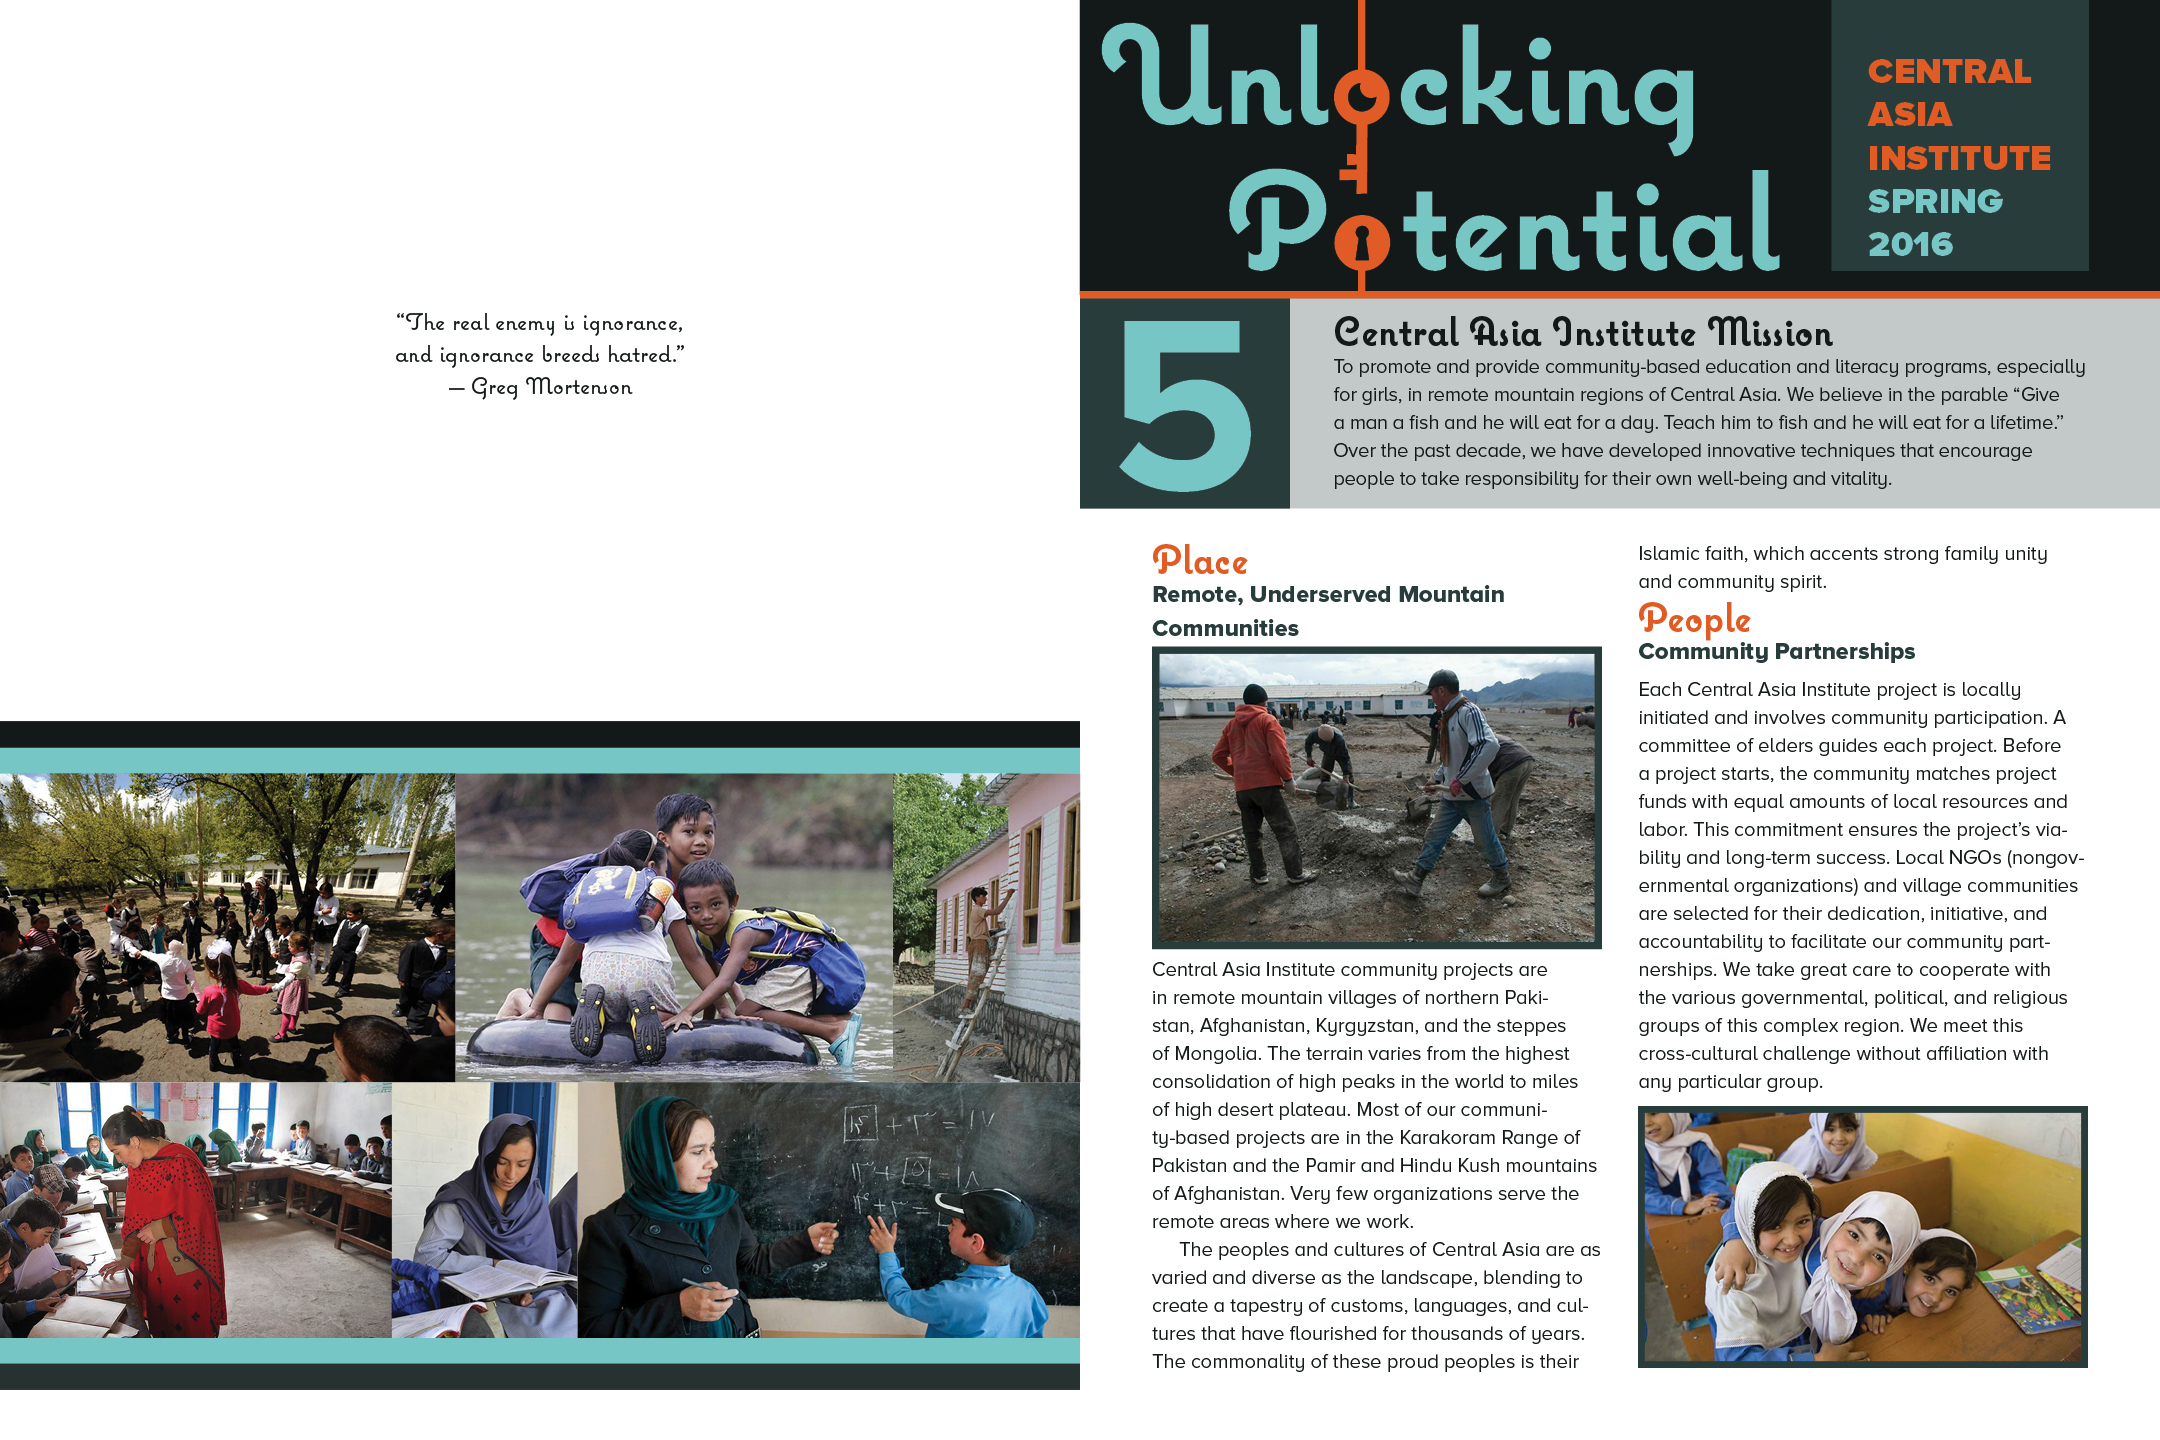 “The real enemy is ignorance,
and ignorance breeds hatred.”
— Greg Mortenson
Unlocking
Potential
CENTRAL
ASIA
INSTITUTE
SPRING
2016
5
Central Asia Institute Mission
To promote and provide community-based education and literacy programs, especially
for girls, in remote mountain regions of Central Asia. We believe in the parable “Give
a man a fish and he will eat for a day. Teach him to fish and he will eat for a lifetime.”
Over the past decade, we have developed innovative techniques that encourage
people to take responsibility for their own well-being and vitality.
Place
Remote, Underserved Mountain
Communities
Central Asia Institute community projects are
in remote mountain villages of northern Paki-
stan, Afghanistan, Kyrgyzstan, and the steppes
of Mongolia. The terrain varies from the highest
consolidation of high peaks in the world to miles
of high desert plateau. Most of our communi-
ty-based projects are in the Karakoram Range of
Pakistan and the Pamir and Hindu Kush mountains
of Afghanistan. Very few organizations serve the
remote areas where we work.
The peoples and cultures of Central Asia are as
varied and diverse as the landscape, blending to
create a tapestry of customs, languages, and cul-
tures that have flourished for thousands of years.
The commonality of these proud peoples is their
Islamic faith, which accents strong family unity
and community spirit.
People
Community Partnerships
Each Central Asia Institute project is locally
initiated and involves community participation. A
committee of elders guides each project. Before
a project starts, the community matches project
funds with equal amounts of local resources and
labor. This commitment ensures the project’s via-
bility and long-term success. Local NGOs (nongov-
ernmental organizations) and village communities
are selected for their dedication, initiative, and
accountability to facilitate our community part-
nerships. We take great care to cooperate with
the various governmental, political, and religious
groups of this complex region. We meet this
cross-cultural challenge without affiliation with
any particular group.